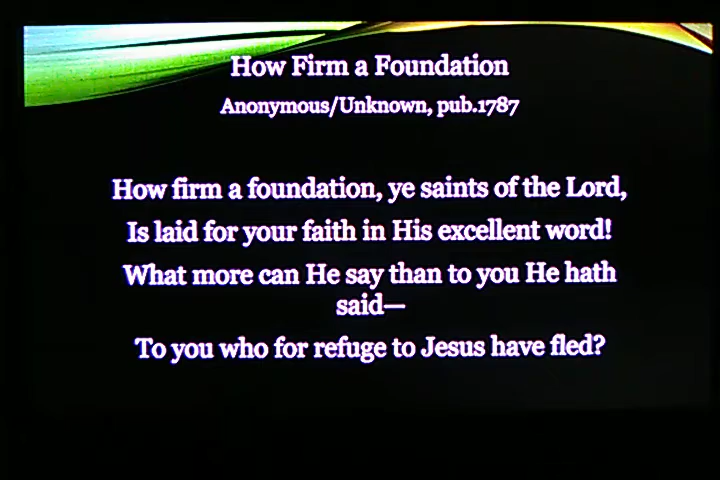 How Firm a Foundation
Anonymous/Unknown, pub.1787
How firm a foundation, ye saints of the Lord,
Is laid for your faith in His excellent word!
What more can He say than to you He hath
said—
To you who for refuge to Jesus have fled?